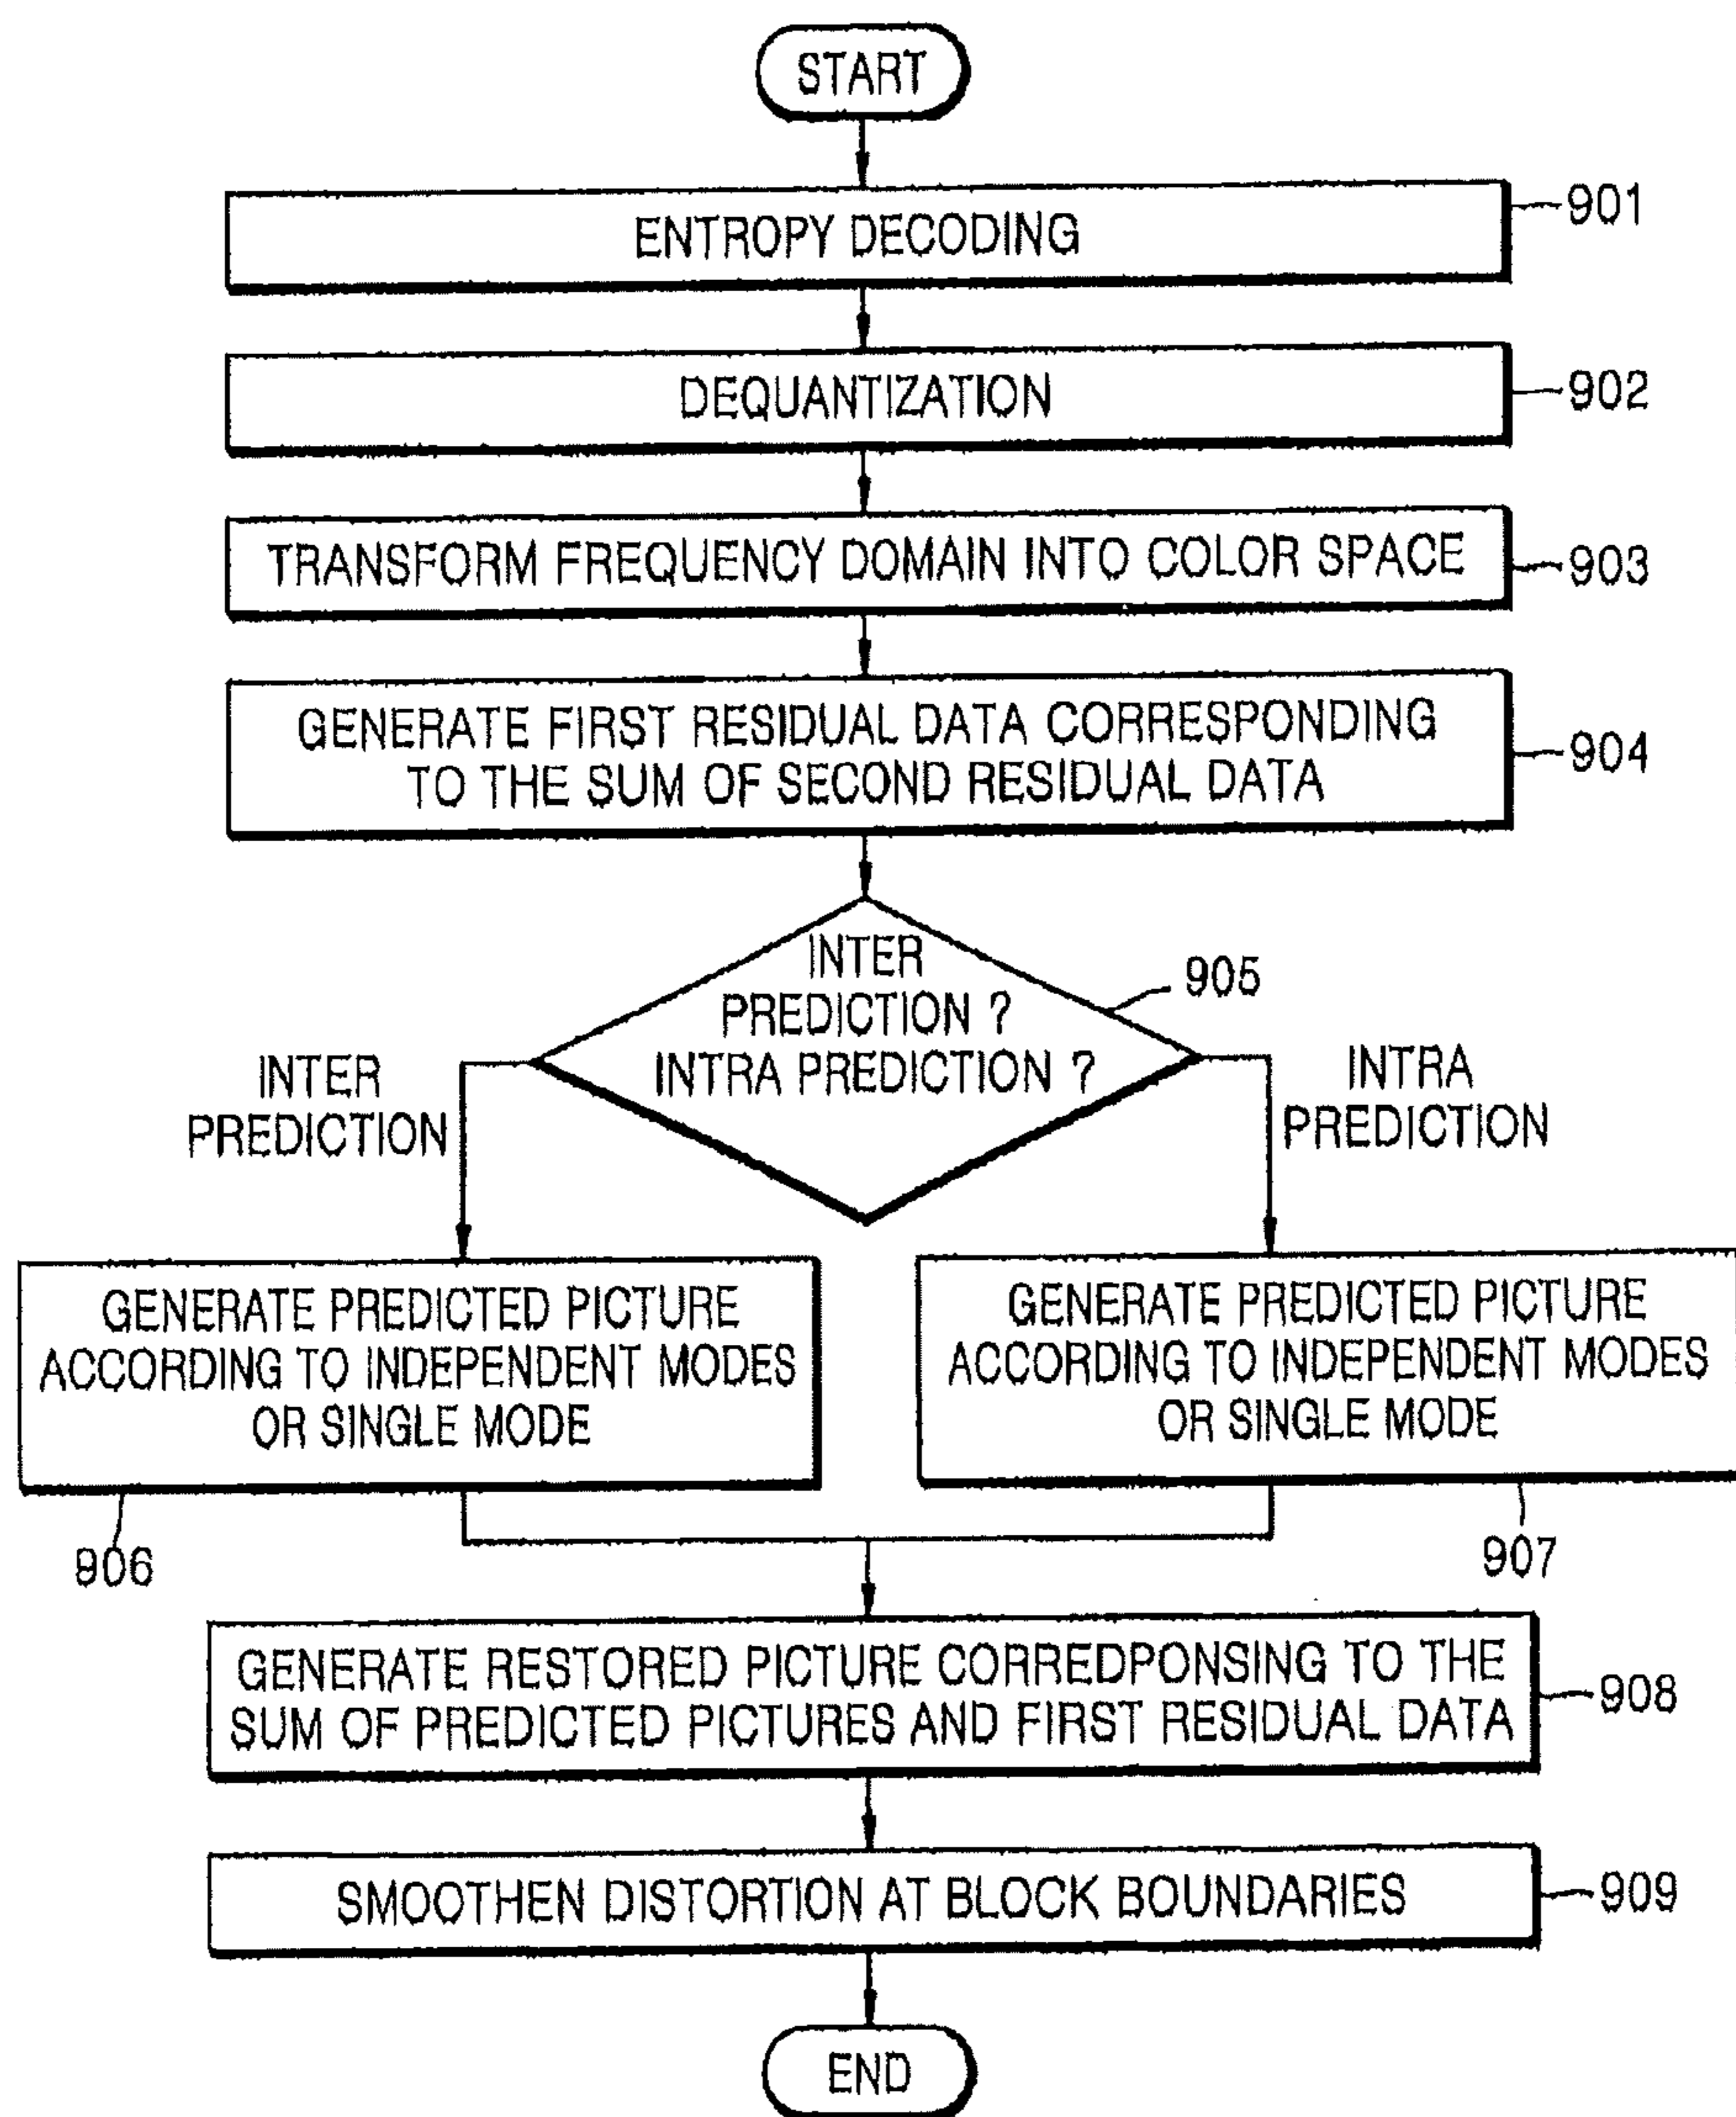 START
ENTROPY DECODING
901
DEQUANTIZATION
902
TRANSFORM FREQUENCY DOMAIN INTO COLOR SPACE
903
GENERATE FIRST RESIDUAL DATA CORRESPONDING
TO THE SUM OF SECOND RESIDUAL DATA
904
INTER
PREDICTION ?
INTRA PREDICTION ?
905
INTER
PREDICTION
INTRA
PREDICTION
GENERATE PREDICTED PICTURE
ACCORDING TO INDEPENDENT MODES
OR SINGLE MODE
906
GENERATE PREDICTED PICTURE
ACCORDING TO INDEPENDENT MODES
OR SINGLE MODE
907
GENERATE RESTORED PICTURE CORREDPONSING TO THE
SUM OF PREDICTED PICTURES AND FIRST RESIDUAL DATA
908
SMOOTHEN DISTORTION AT BLOCK BOUNDARIES
909
END